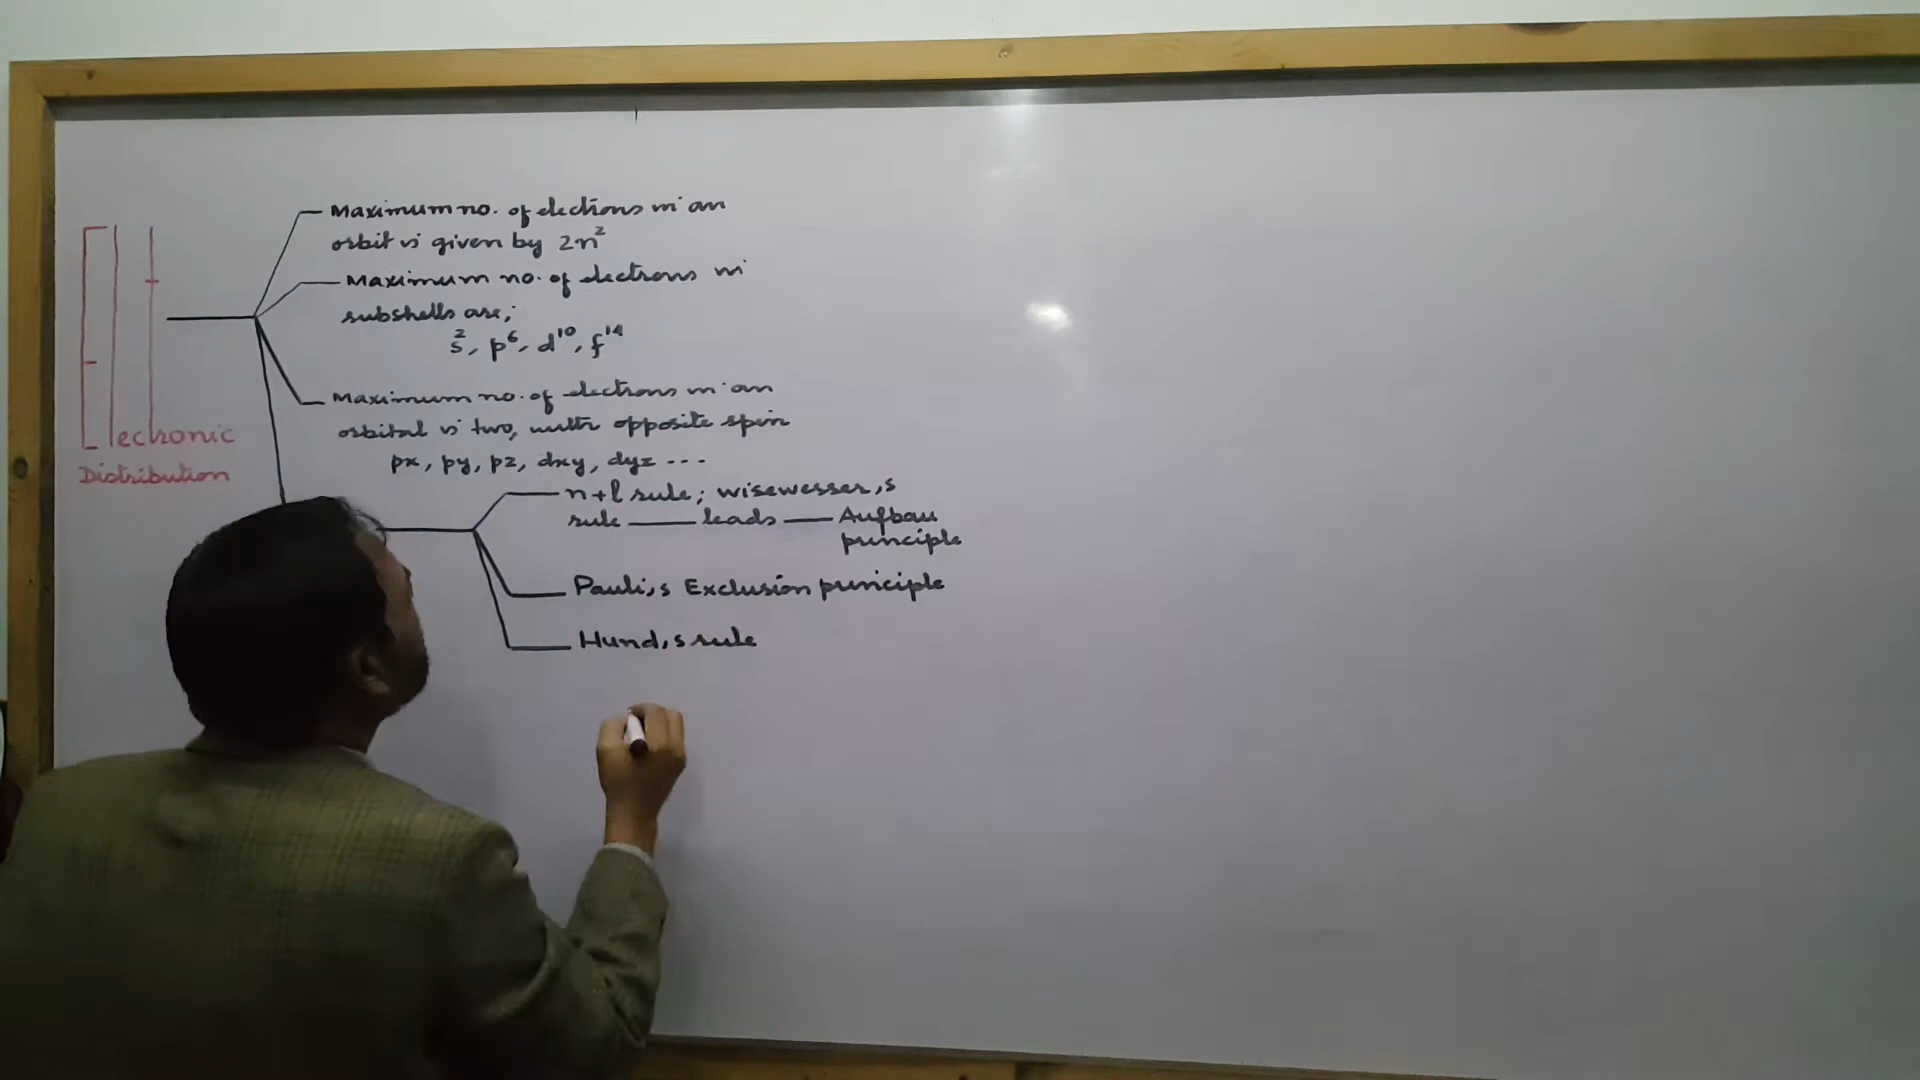 Electronic
Distribution
Maximum no. of electrons in an
orbit is given by 2n²
Maximum no. of electrons in
subshells are;
s², p⁶, d¹⁰, f¹⁴
Maximum no. of electrons in an
orbital is two, with opposite spin
px, py, pz, dxy, dyz ---
n+l rule; wisewesser,s
rule —— leads —— Aufbau
principle
Pauli,s Exclusion principle
Hund,s rule